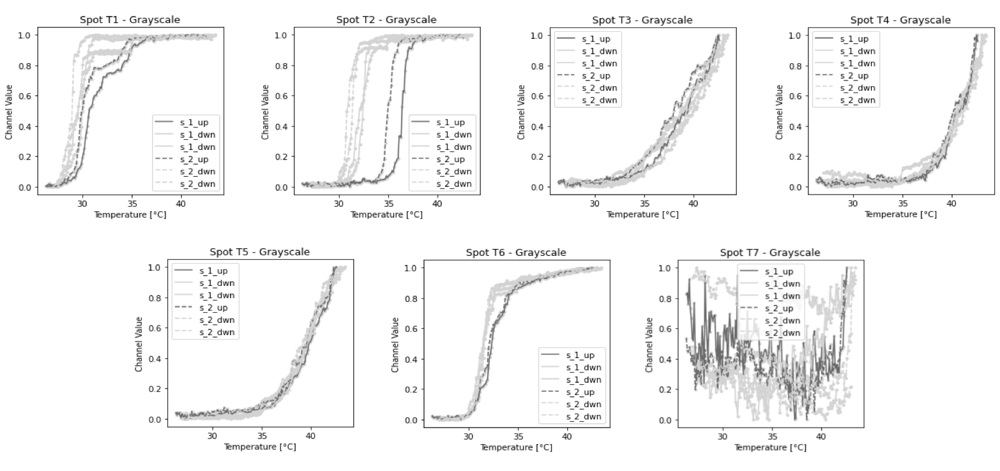 Spot T1 - Grayscale
Channel Value
1.0
0.8
0.6
0.4
0.2
0.0
s_1_up
s_1_dwn
s_1_dwn
s_2_up
s_2_dwn
s_2_dwn
30 35 40
Temperature [°C]
Spot T2 - Grayscale
Channel Value
1.0
0.8
0.6
0.4
0.2
0.0
s_1_up
s_1_dwn
s_1_dwn
s_2_up
s_2_dwn
s_2_dwn
30 35 40
Temperature [°C]
Spot T3 - Grayscale
Channel Value
1.0
0.8
0.6
0.4
0.2
0.0
s_1_up
s_1_dwn
s_1_dwn
s_2_up
s_2_dwn
s_2_dwn
30 35 40
Temperature [°C]
Spot T4 - Grayscale
Channel Value
1.0
0.8
0.6
0.4
0.2
0.0
s_1_up
s_1_dwn
s_1_dwn
s_2_up
s_2_dwn
s_2_dwn
30 35 40
Temperature [°C]
Spot T5 - Grayscale
Channel Value
1.0
0.8
0.6
0.4
0.2
0.0
s_1_up
s_1_dwn
s_1_dwn
s_2_up
s_2_dwn
s_2_dwn
30 35 40
Temperature [°C]
Spot T6 - Grayscale
Channel Value
1.0
0.8
0.6
0.4
0.2
0.0
s_1_up
s_1_dwn
s_1_dwn
s_2_up
s_2_dwn
s_2_dwn
30 35 40
Temperature [°C]
Spot T7 - Grayscale
Channel Value
1.0
0.8
0.6
0.4
0.2
0.0
s_1_up
s_1_dwn
s_1_dwn
s_2_up
s_2_dwn
s_2_dwn
30 35 40
Temperature [°C]